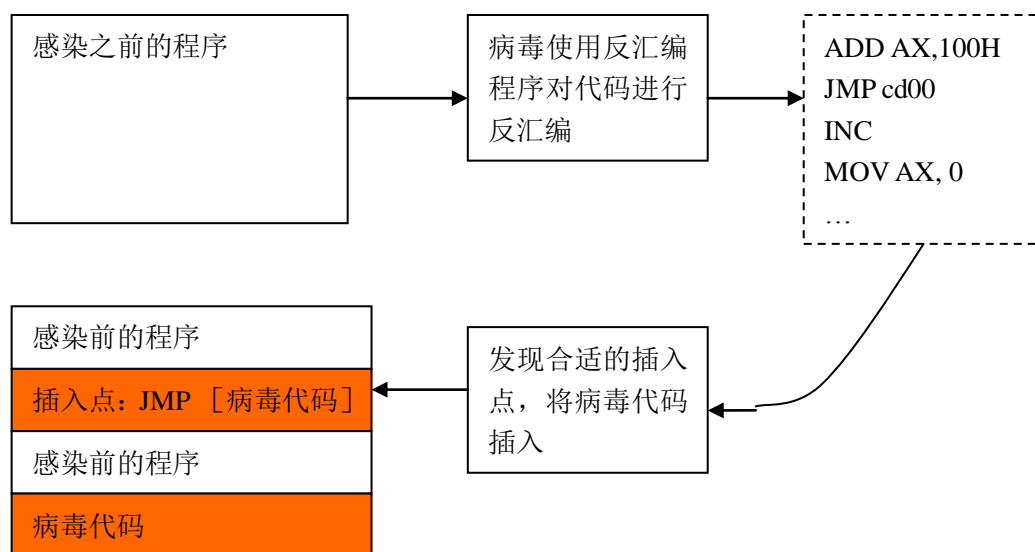 感染之前的程序
病毒使用反汇编
程序对代码进行
反汇编
ADD AX,100H
JMP cd00
INC
MOV AX, 0
…
感染前的程序
插入点：JMP ［病毒代码］
感染前的程序
病毒代码
发现合适的插入
点，将病毒代码
插入